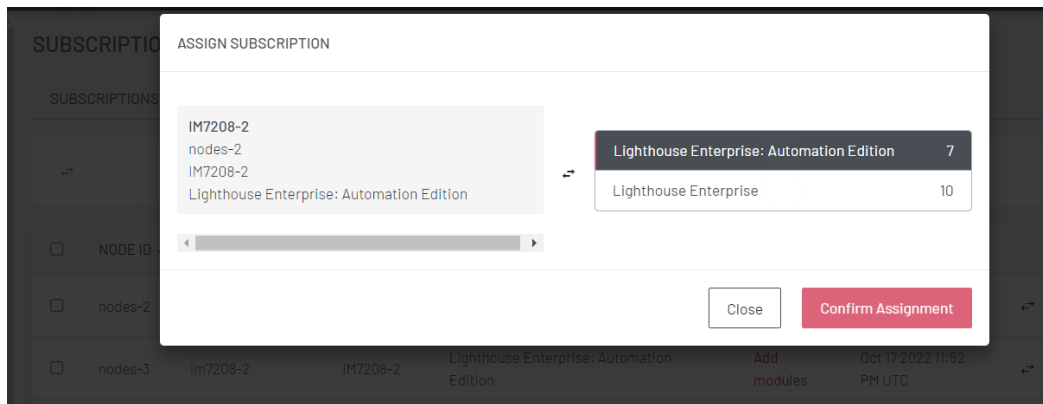 SUBSCRIPTIO
ASSIGN SUBSCRIPTION
SUBSCRIPTIONS
IM7208-2
nodes-2
IM7208-2
Lighthouse Enterprise: Automation Edition
Lighthouse Enterprise: Automation Edition 7
Lighthouse Enterprise 10
NODE ID
Close
Confirm Assignment
nodes-2
nodes-3 Im7208-2 IM7208-2 Lighthouse Enterprise: Automation Add Oct 17 2022 11:52
Edition modules PM UTC